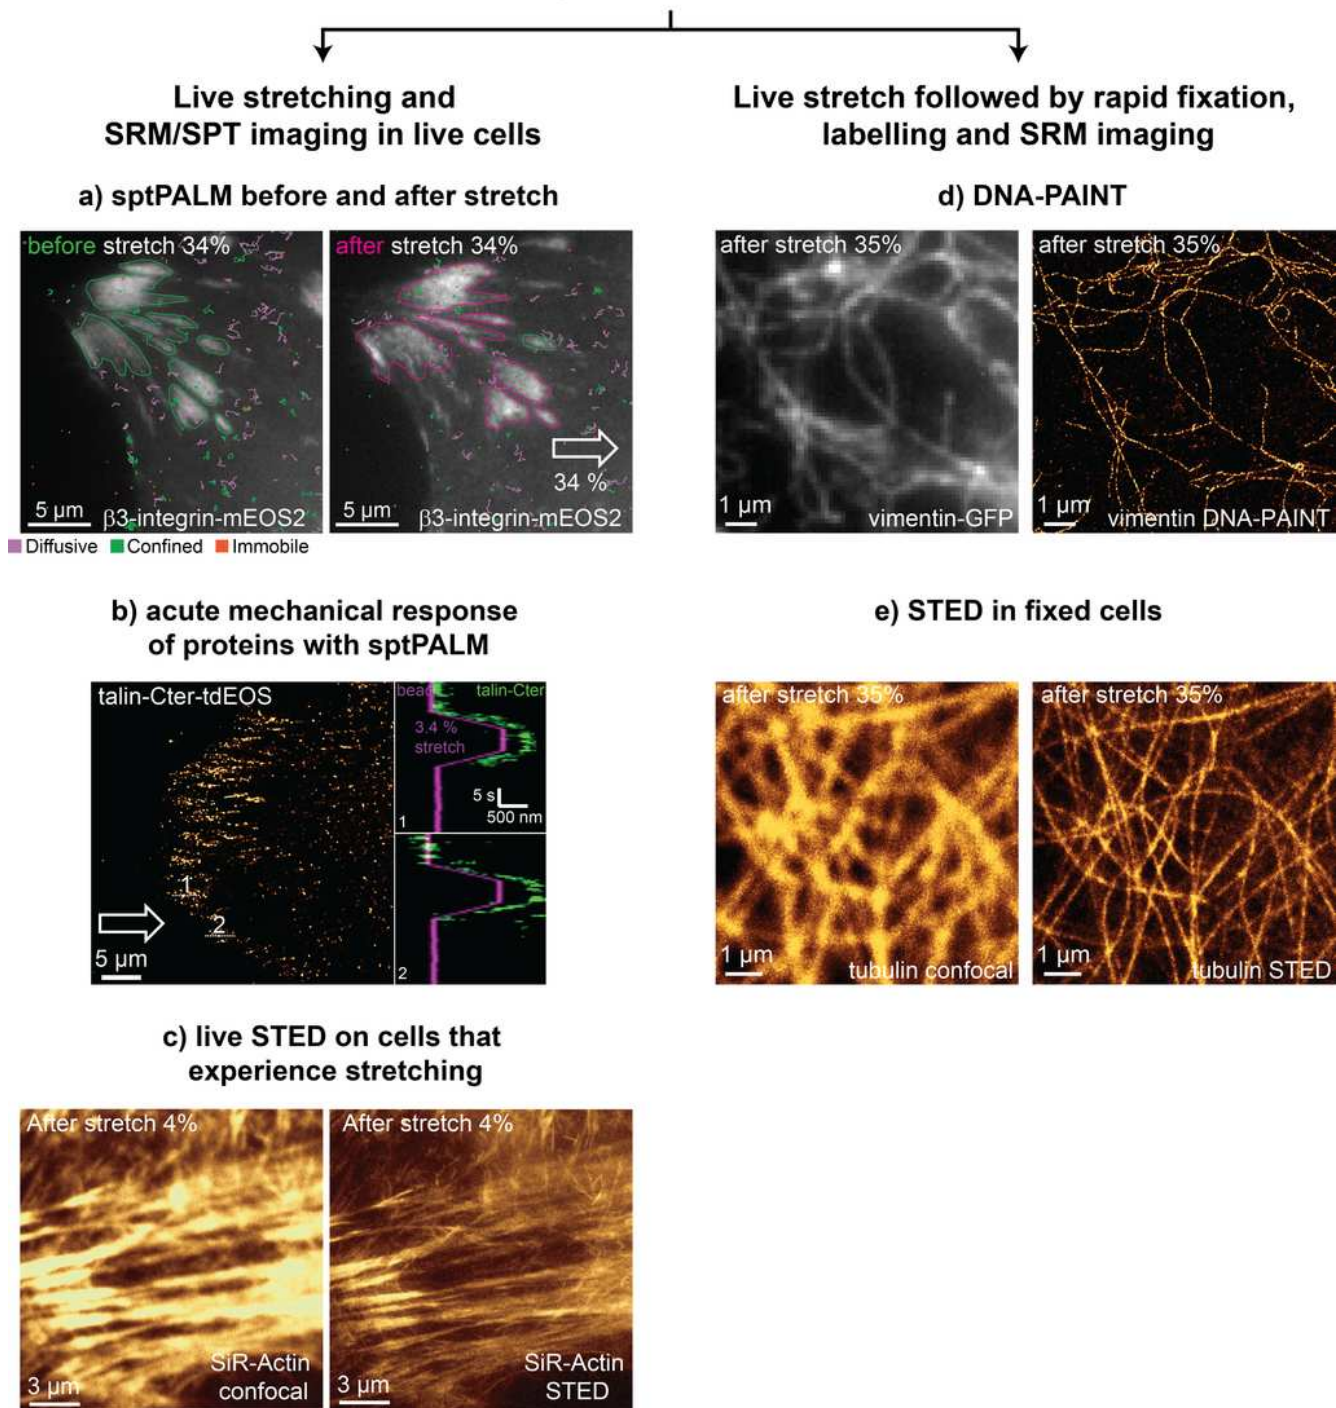 Live stretching and
SRM/SPT imaging in live cells
a) sptPALM before and after stretch
before stretch 34%
after stretch 34%
34 %
5 µm
β3-integrin-mEOS2
5 µm
β3-integrin-mEOS2
Diffusive Confined Immobile
b) acute mechanical response
of proteins with sptPALM
talin-Cter-tdEOS
bead
talin-Cter
3.4 %
stretch
5 s
500 nm
1
1
2
2
5 µm
c) live STED on cells that
experience stretching
After stretch 4%
After stretch 4%
SiR-Actin
confocal
3 µm
SiR-Actin
STED
3 µm
Live stretch followed by rapid fixation,
labelling and SRM imaging
d) DNA-PAINT
after stretch 35%
after stretch 35%
1 µm
vimentin-GFP
1 µm
vimentin DNA-PAINT
e) STED in fixed cells
after stretch 35%
after stretch 35%
1 µm
tubulin confocal
1 µm
tubulin STED